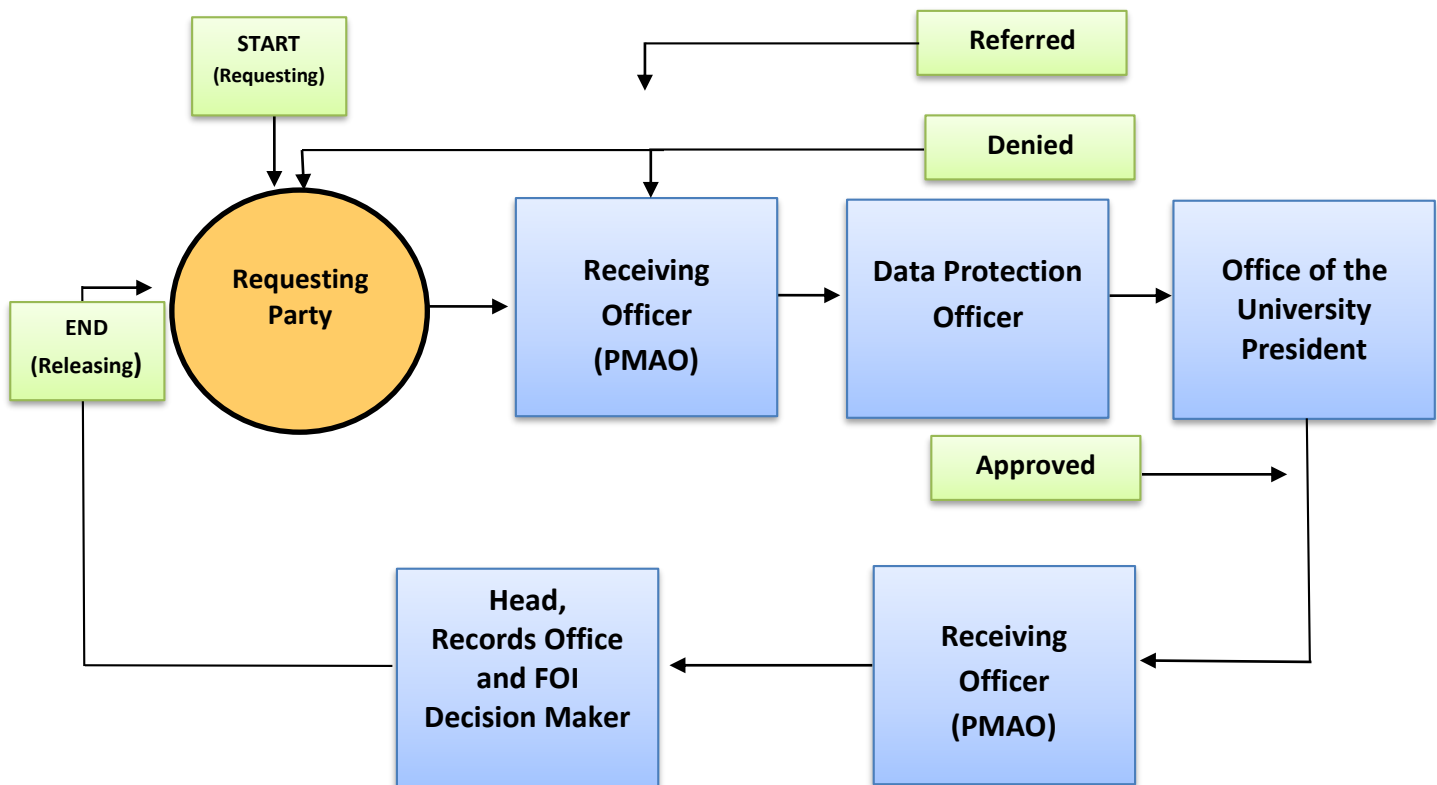 START
(Requesting)
Referred
Denied
Requesting
Party
Receiving
Officer
(PMAO)
Data Protection
Officer
Office of the
University
President
END
(Releasing)
Approved
Head,
Records Office
and FOI
Decision Maker
Receiving
Officer
(PMAO)